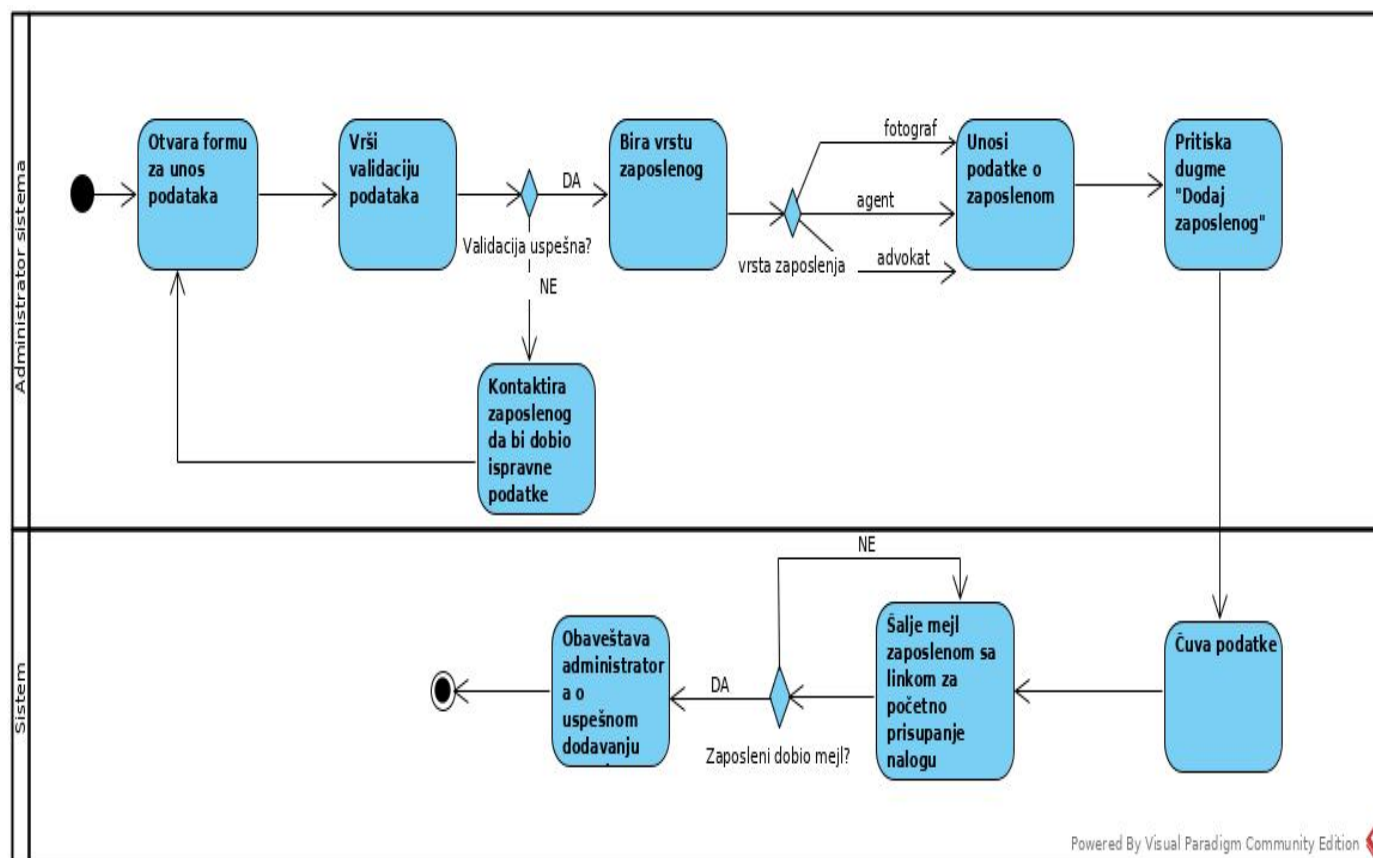 Administrator sistema
Otvara formu
za unos
podataka
Vrši
validaciju
podataka
DA
Validacija uspešna?
NE
Bira vrstu
zaposlenog
vrsta zaposlenja
fotograf
agent
advokat
Unosi
podatke o
zaposlenom
Pritiska
dugme
"Dodaj
zaposlenog"
Kontaktira
zaposlenog
da bi dobio
ispravne
podatke
Sistem
Obaveštava
administrator
a o
uspešnom
dodavanju
DA
NE
Zaposleni dobio mejl?
Šalje mejl
zaposlenom sa
linkom za
početno
prisupanje
nalogu
Čuva podatke
Powered By Visual Paradigm Community Edition